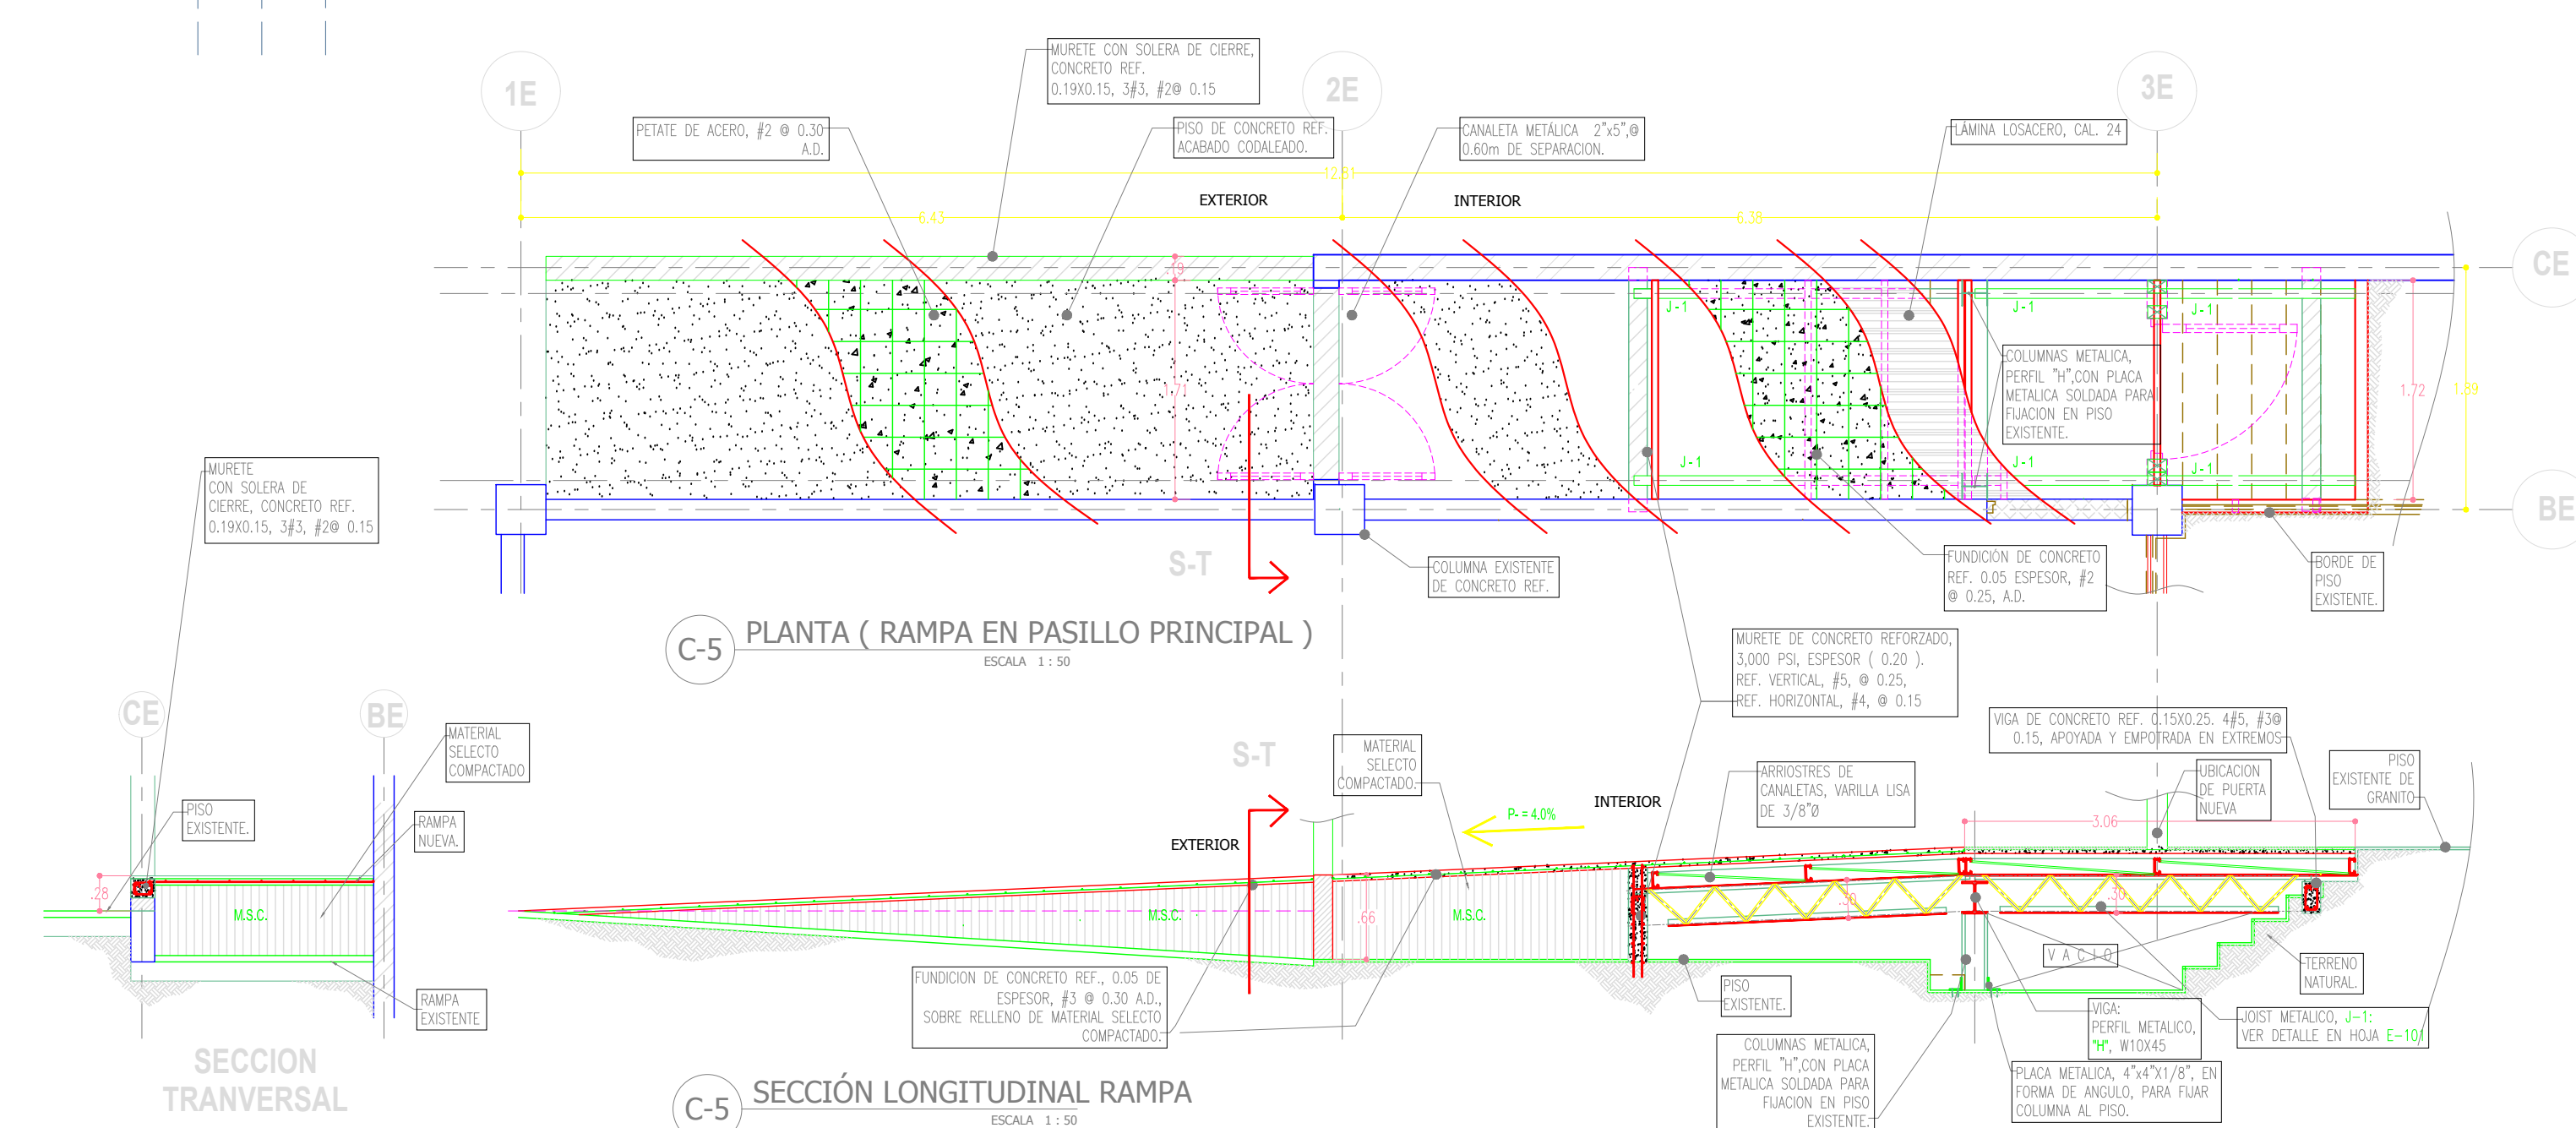 1E
2E
3E
MURETE CON SOLERA DE CIERRE,
CONCRETO REF.
0.19X0.15, 3#3, #2@ 0.15
PETATE DE ACERO, #2 @ 0.30
A.D.
PISO DE CONCRETO REF.
ACABADO CODALEADO.
CANALETA METÁLICA 2"x5",@
0.60m DE SEPARACION.
LÁMINA LOSACERO, CAL. 24
12.81
EXTERIOR
INTERIOR
6.43
6.38
CE
.19
J-1
J-1
J-1
COLUMNAS METALICA,
PERFIL "H",CON PLACA
METALICA SOLDADA PARA
FIJACION EN PISO
EXISTENTE.
1.71
1.72
1.89
J-1
J-1
J-1
BE
MURETE
CON SOLERA DE
CIERRE, CONCRETO REF.
0.19X0.15, 3#3, #2@ 0.15
S-T
COLUMNA EXISTENTE
DE CONCRETO REF.
FUNDICIÓN DE CONCRETO
REF. 0.05 ESPESOR, #2
@ 0.25, A.D.
BORDE DE
PISO
EXISTENTE.
C-5
PLANTA ( RAMPA EN PASILLO PRINCIPAL )
ESCALA 1 : 50
MURETE DE CONCRETO REFORZADO,
3,000 PSI, ESPESOR ( 0.20 ).
REF. VERTICAL, #5, @ 0.25,
REF. HORIZONTAL, #4, @ 0.15
CE
BE
MATERIAL
SELECTO
COMPACTADO
PISO
EXISTENTE.
RAMPA
NUEVA.
.28
M.S.C.
RAMPA
EXISTENTE
SECCION
TRANVERSAL
S-T
MATERIAL
SELECTO
COMPACTADO.
VIGA DE CONCRETO REF. 0.15X0.25. 4#5, #3@
0.15, APOYADA Y EMPOTRADA EN EXTREMOS
ARRIOSTRES DE
CANALETAS, VARILLA LISA
DE 3/8"Ø
UBICACION
DE PUERTA
NUEVA
PISO
EXISTENTE DE
GRANITO
INTERIOR
P- = 4.0%
EXTERIOR
3.06
M.S.C.
.66
M.S.C.
.30
.30
V A C I O
TERRENO
NATURAL.
FUNDICION DE CONCRETO REF., 0.05 DE
ESPESOR, #3 @ 0.30 A.D.,
SOBRE RELLENO DE MATERIAL SELECTO
COMPACTADO.
PISO
EXISTENTE.
VIGA:
PERFIL METALICO,
"H", W10X45
JOIST METALICO, J-1:
VER DETALLE EN HOJA E-101
COLUMNAS METALICA,
PERFIL "H",CON PLACA
METALICA SOLDADA PARA
FIJACION EN PISO
EXISTENTE.
PLACA METALICA, 4"x4"X1/8", EN
FORMA DE ANGULO, PARA FIJAR
COLUMNA AL PISO.
C-5
SECCIÓN LONGITUDINAL RAMPA
ESCALA 1 : 50